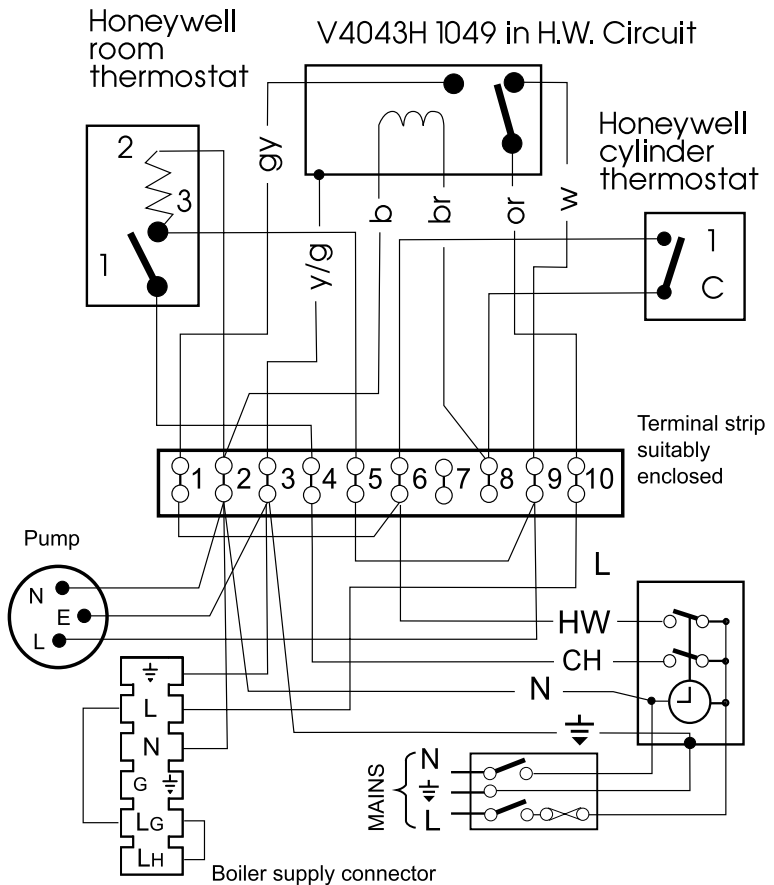 Honeywell
room
thermostat
V4043H 1049 in H.W. Circuit
2
3
1
gy
b
br
or
w
y/g
Honeywell
cylinder
thermostat
1
C
Terminal strip
suitably
enclosed
1 2 3 4 5 6 7 8 9 10
Pump
N
E
L
L
HW
CH
N
L
N
G
LG
LH
MAINS
N
L
Boiler supply connector